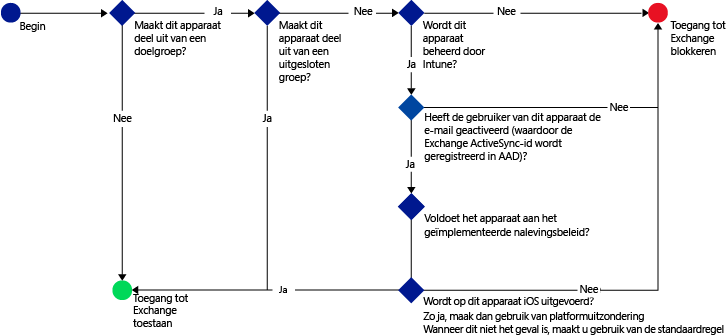 Begin
Maakt dit apparaat
deel uit van een
doelgroep?
Ja
Maakt dit
apparaat deel
uit van een
uitgesloten
groep?
Nee
Wordt dit
apparaat
beheerd door
Intune?
Nee
Toegang tot
Exchange
blokkeren
Ja
Nee
Ja
Heeft de gebruiker van dit apparaat de
e-mail geactiveerd (waardoor de
Exchange ActiveSync-id wordt
geregistreerd in AAD)?
Nee
Ja
Voldoet het apparaat aan het
geïmplementeerde nalevingsbeleid?
Toegang tot
Exchange
toestaan
Ja
Nee
Wordt op dit apparaat iOS uitgevoerd?
Zo ja, maak dan gebruik van platformuitzondering
Wanneer dit niet het geval is, maakt u gebruik van de standaardregel